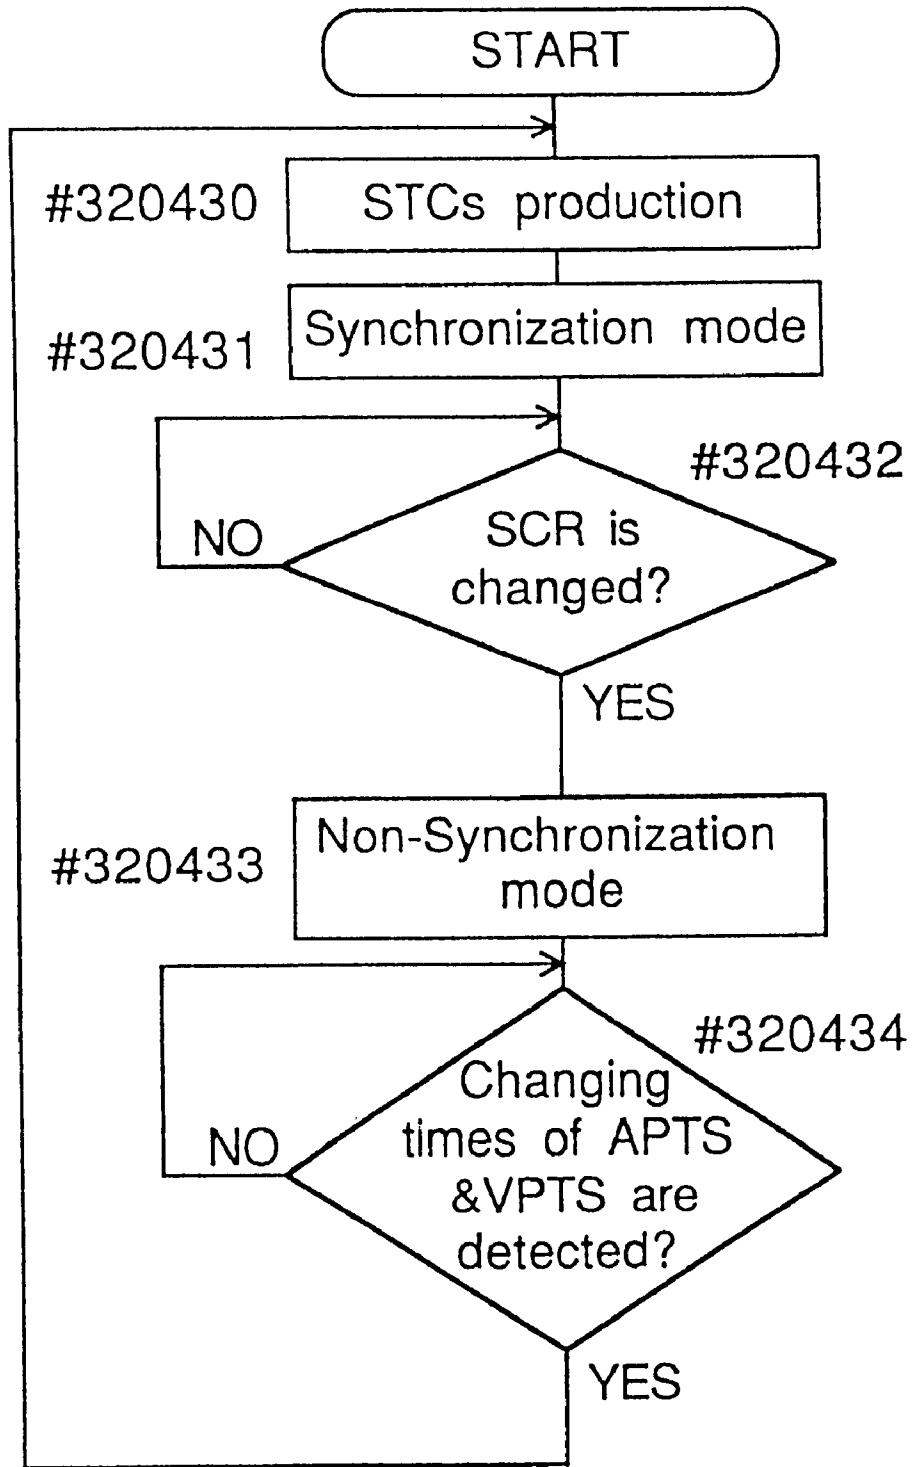 START
#320430
STCs production
#320431
Synchronization mode
#320432
SCR is
changed?
NO
YES
#320433
Non-Synchronization
mode
#320434
Changing
times of APTS
&VPTS are
detected?
NO
YES